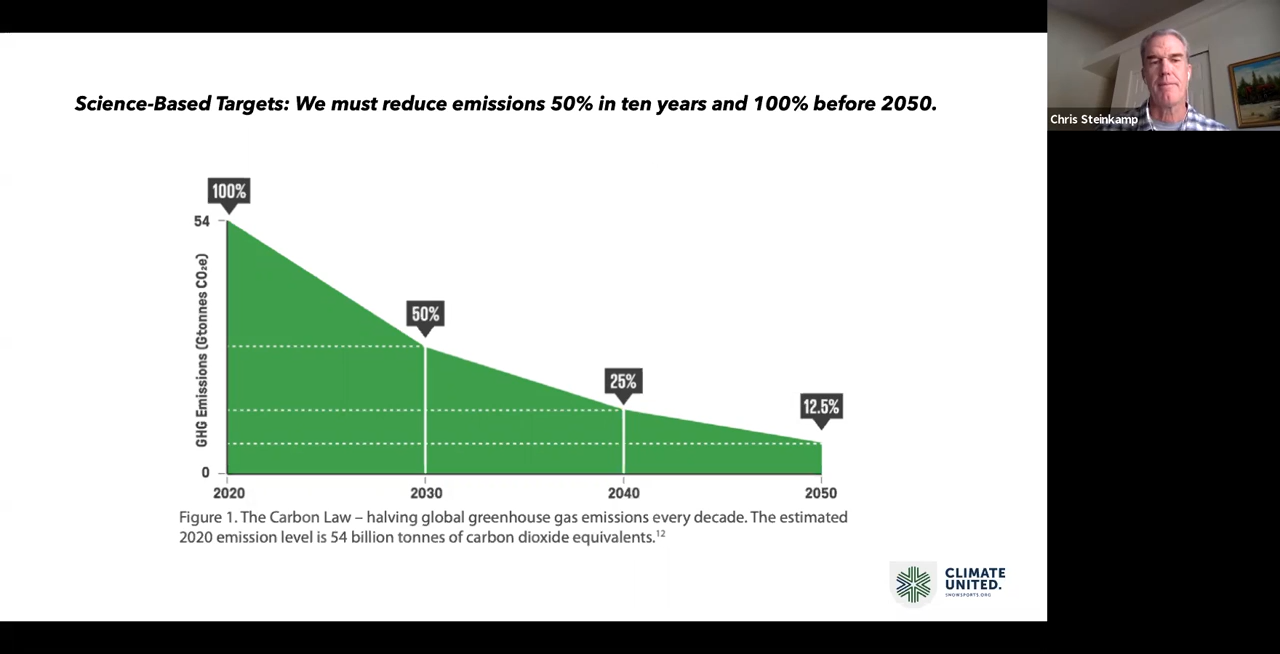 Science-Based Targets: We must reduce emissions 50% in ten years and 100% before 2050.
Chris Steinkamp
100%
54
50%
25%
12.5%
GHG Emissions (Gtonnes CO₂e)
0
2020
2030
2040
2050
Figure 1. The Carbon Law – halving global greenhouse gas emissions every decade. The estimated
2020 emission level is 54 billion tonnes of carbon dioxide equivalents.¹²
CLIMATE
UNITED.
SNOWSPORTS.ORG